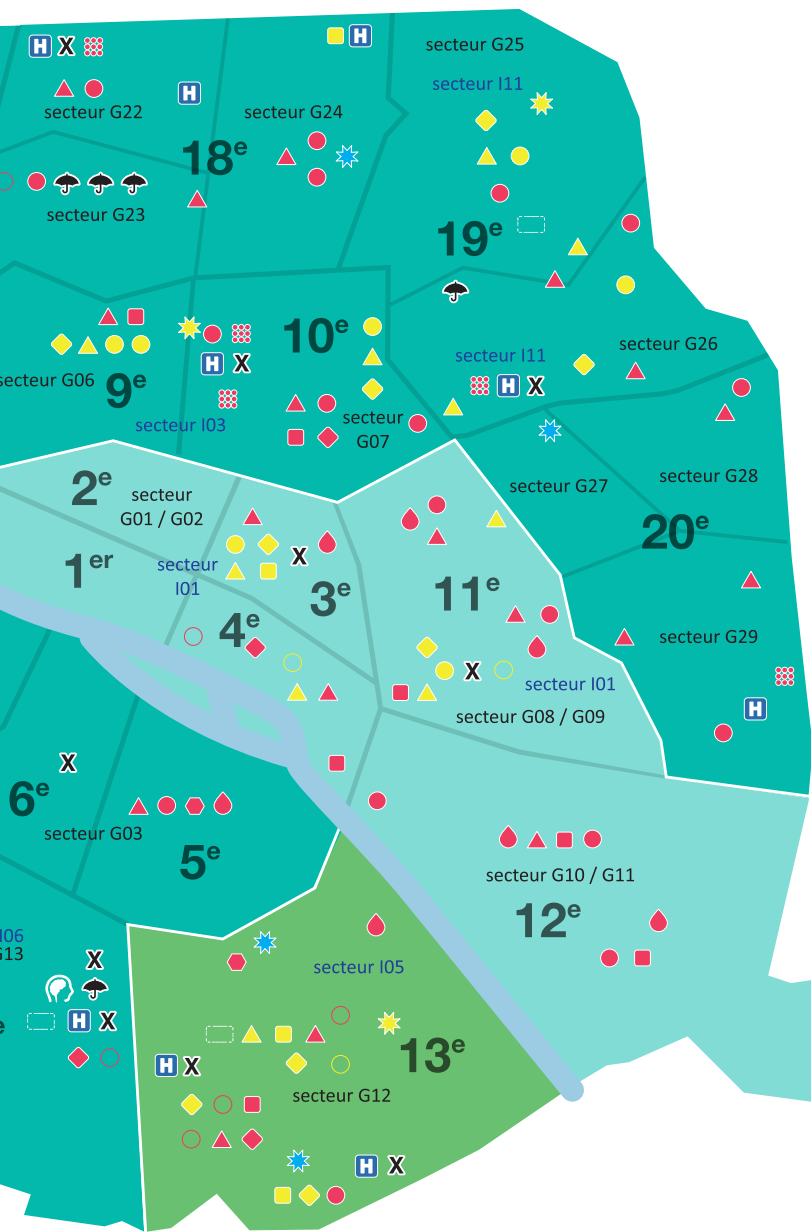 H X
H
secteur G25
H
secteur I11
secteur G22
secteur G24
18e
secteur G23
19e
10e
secteur G26
secteur I11
H X
H X
secteur G06
9e
secteur I03
secteur
G07
secteur G28
secteur G27
2e
secteur
G01 / G02
20e
1er
secteur
I01
X
3e
11e
4e
secteur G29
X
secteur I01
H
secteur G08 / G09
X
6e
secteur G03
5e
secteur G10 / G11
12e
I06
G13
X
secteur I05
H X
e
13e
H X
secteur G12
H X